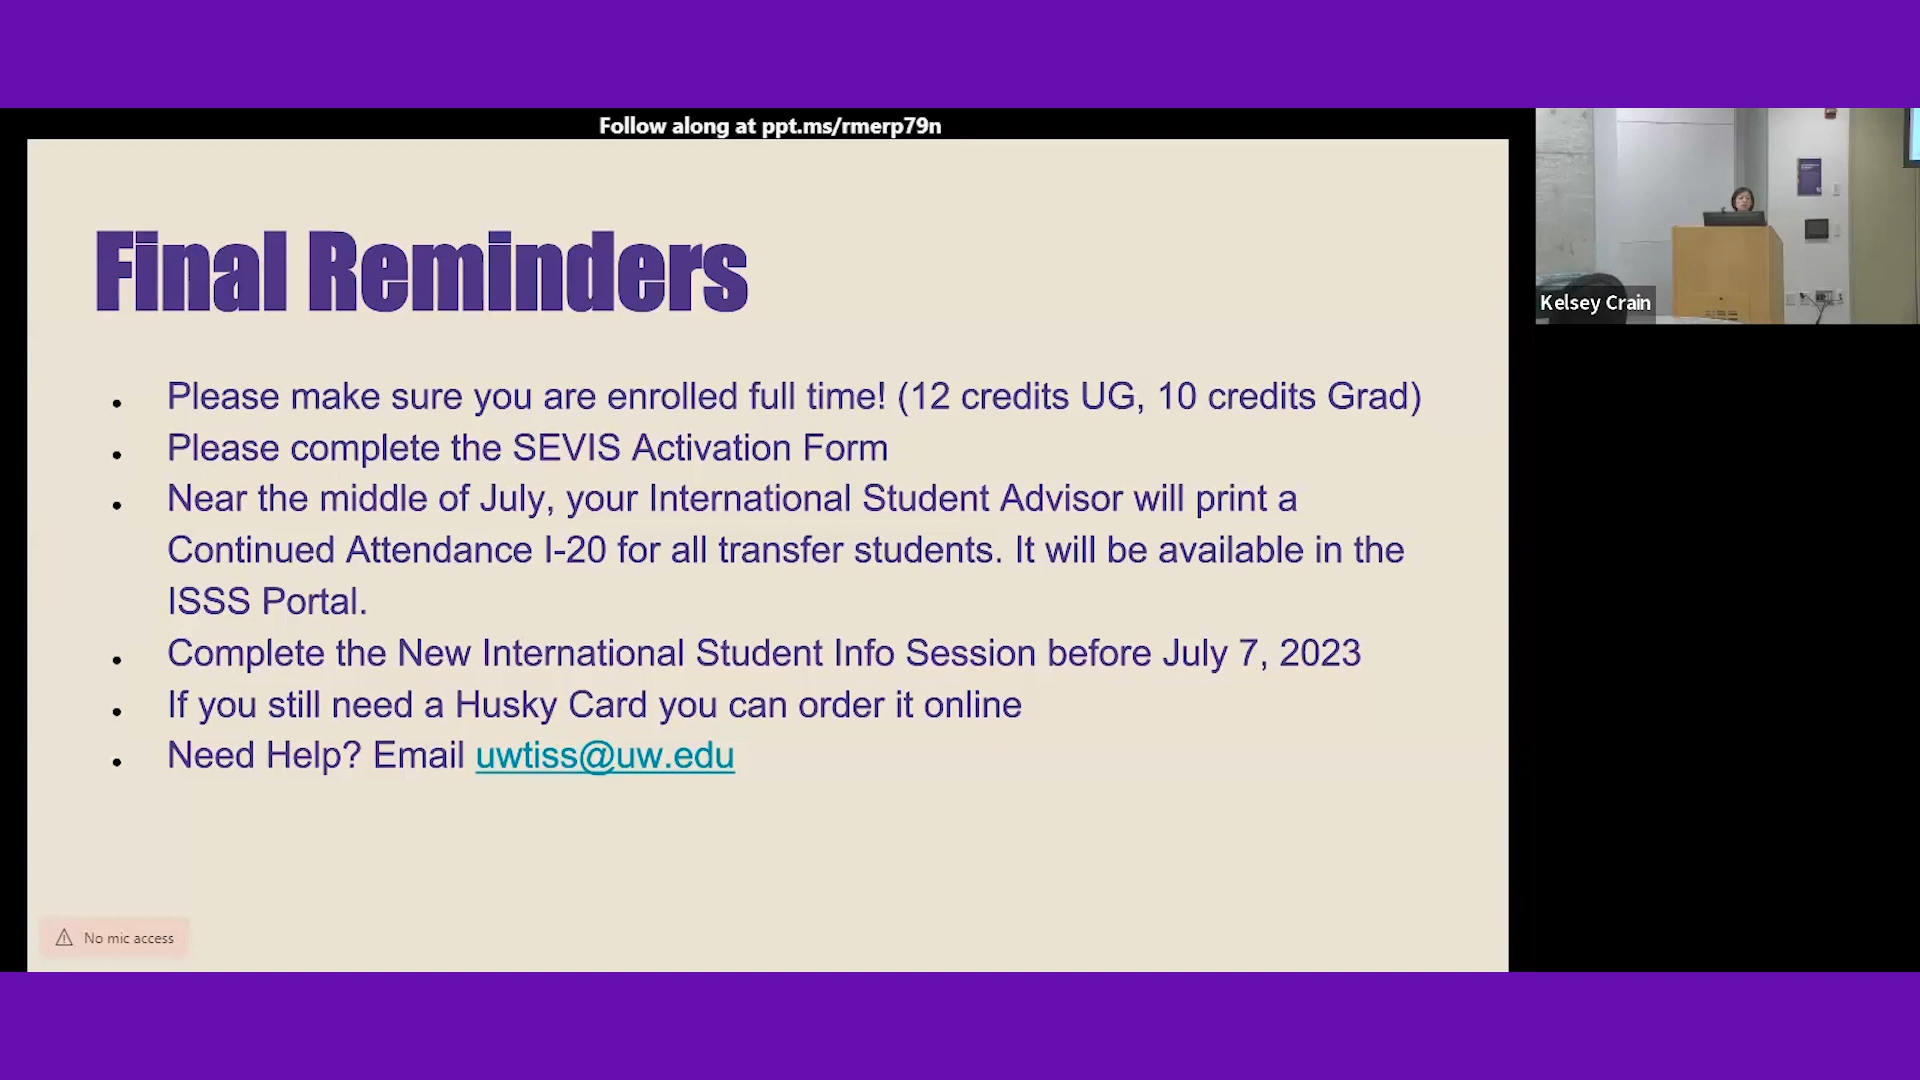 Follow along at ppt.ms/rmerp79n
Final Reminders
• Please make sure you are enrolled full time! (12 credits UG, 10 credits Grad)
• Please complete the SEVIS Activation Form
• Near the middle of July, your International Student Advisor will print a
Continued Attendance I-20 for all transfer students. It will be available in the
ISSS Portal.
• Complete the New International Student Info Session before July 7, 2023
• If you still need a Husky Card you can order it online
• Need Help? Email uwtiss@uw.edu
No mic access
Kelsey Crain